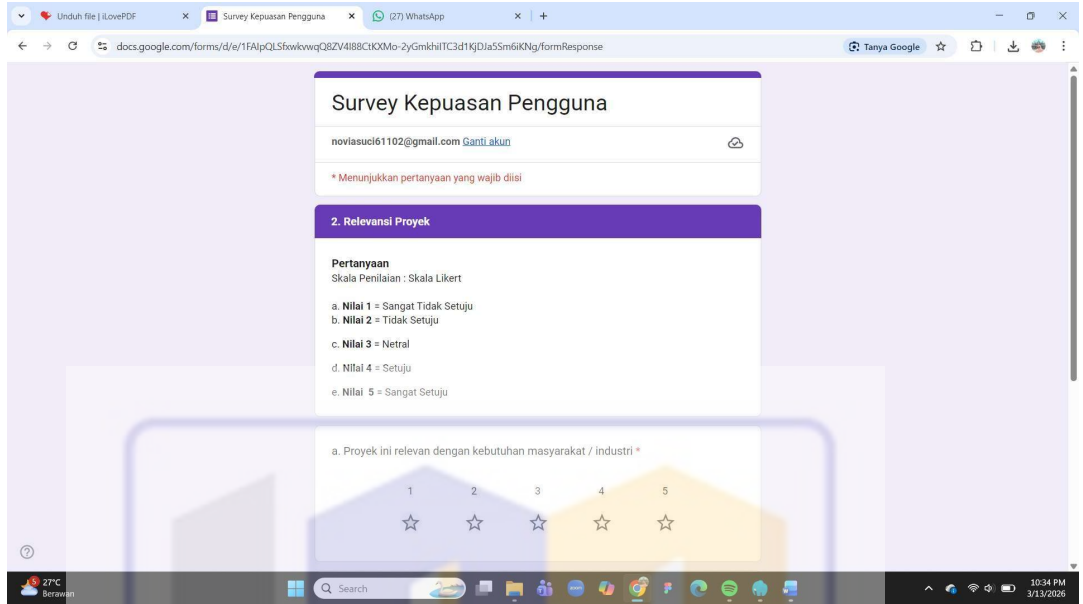 Unduh file | iLovePDF
Survey Kepuasan Pengguna
(27) WhatsApp
docs.google.com/forms/d/e/1FAIpQLSfxwkvwqQ8ZV4I88CtKXMo-2yGmkhiITC3d1KjDJa5Sm6iKNg/formResponse
Tanya Google
Survey Kepuasan Pengguna
noviasuci61102@gmail.com Ganti akun
* Menunjukkan pertanyaan yang wajib diisi
2. Relevansi Proyek
Pertanyaan
Skala Penilaian : Skala Likert
a. Nilai 1 = Sangat Tidak Setuju
b. Nilai 2 = Tidak Setuju
c. Nilai 3 = Netral
d. Nilai 4 = Setuju
e. Nilai 5 = Sangat Setuju
a. Proyek ini relevan dengan kebutuhan masyarakat / industri *
1 2 3 4 5
5
27°C
Berawan
Search
10:34 PM
3/13/2026